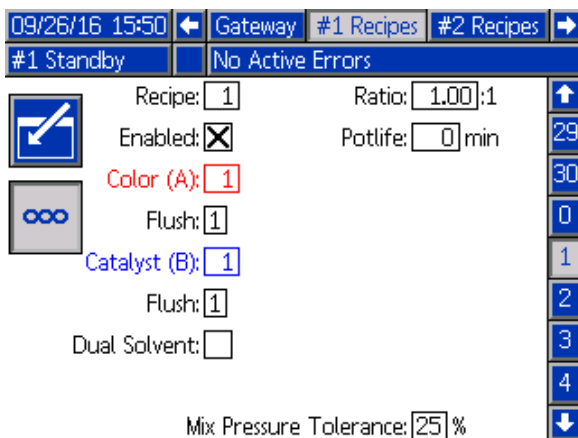 09/26/16 15:50 Gateway #1 Recipes #2 Recipes
#1 Standby No Active Errors
Recipe: 1 Ratio: 1.00:1
Enabled: Potlife: 0 min
29
Color (A): 1
30
Flush: 1
0
Catalyst (B): 1
1
Flush: 1
2
Dual Solvent:
3
4
Mix Pressure Tolerance: 25 %